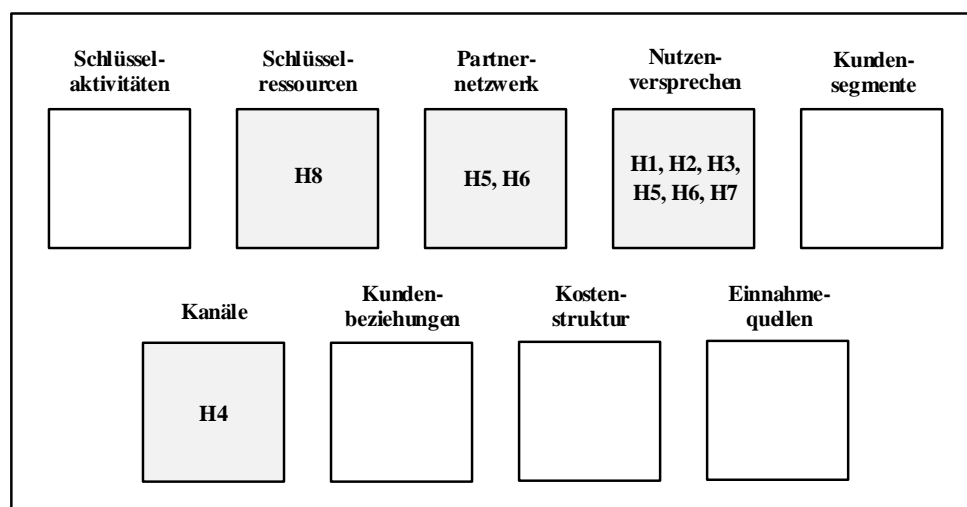 Schlüssel-
aktivitäten
Schlüssel-
ressourcen
Partner-
netzwerk
Nutzen-
versprechen
Kunden-
segmente
H8
H5, H6
H1, H2, H3,
H5, H6, H7
Kanäle
Kunden-
beziehungen
Kosten-
struktur
Einnahme-
quellen
H4